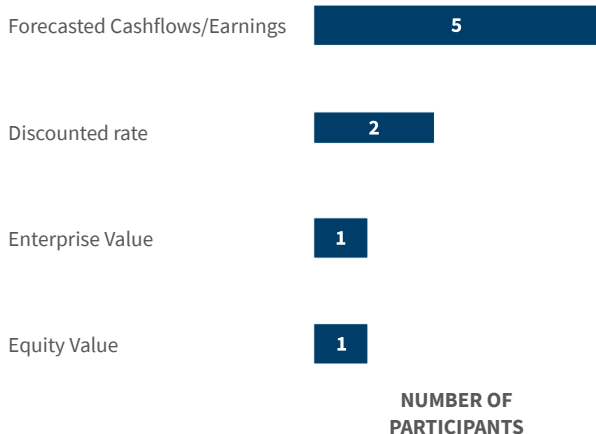 Forecasted Cashflows/Earnings 5
Discounted rate 2
Enterprise Value 1
Equity Value 1
NUMBER OF
PARTICIPANTS